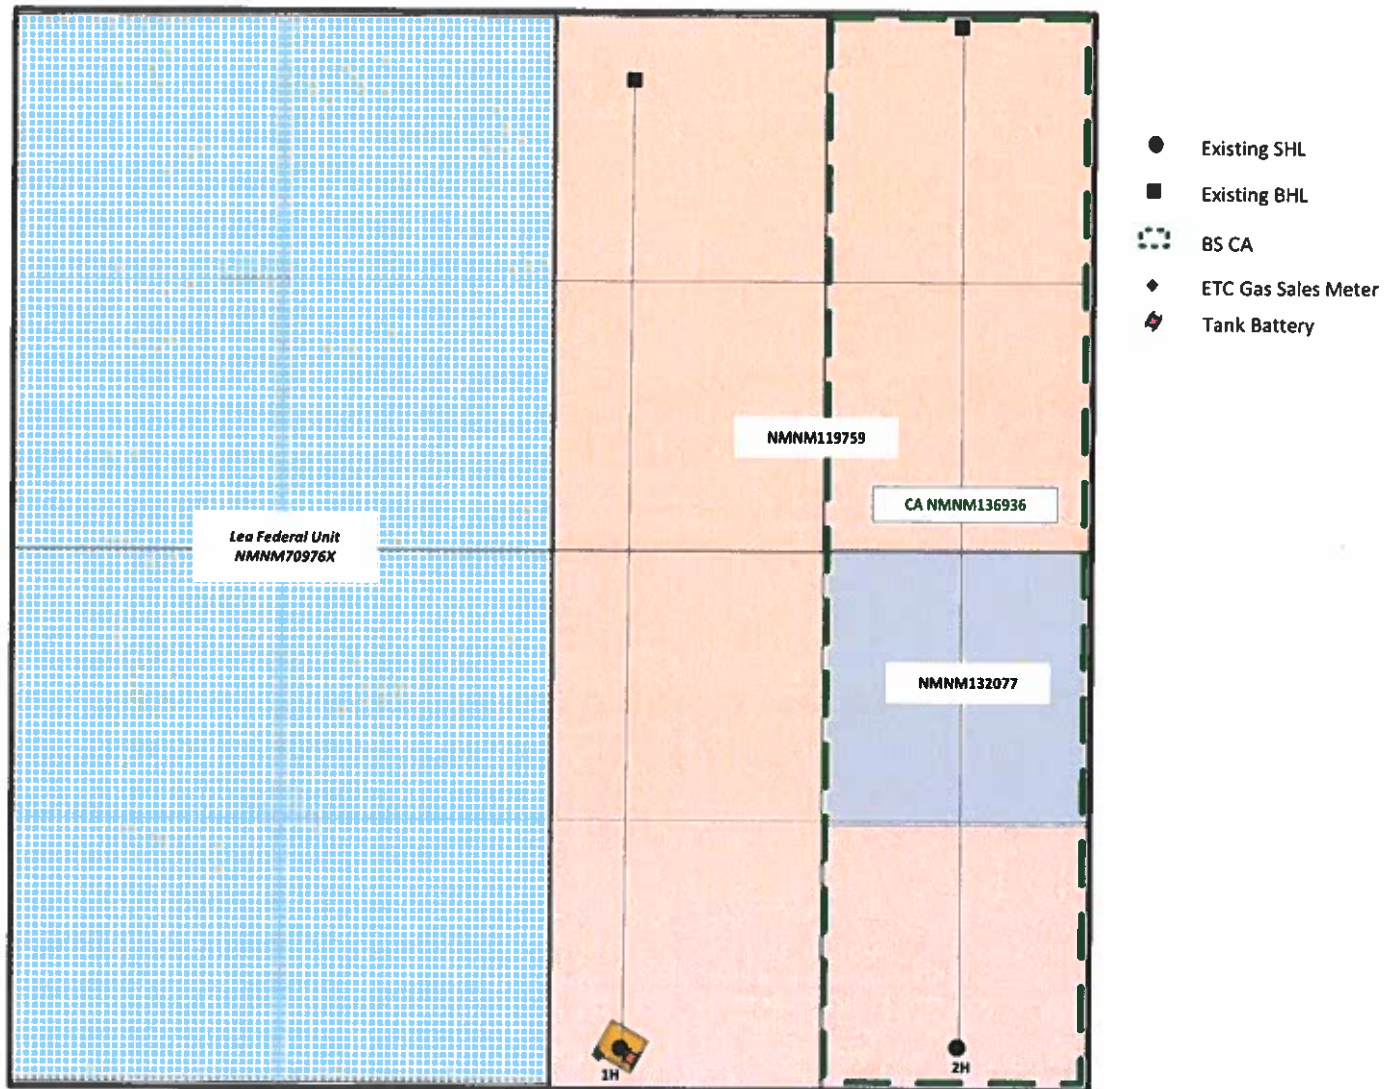 Existing SHL
Existing BHL
BS CA
ETC Gas Sales Meter
Tank Battery
NMNM119759
CA NMNM136936
Lea Federal Unit
NMNM70976X
NMNM132077
1H
2H